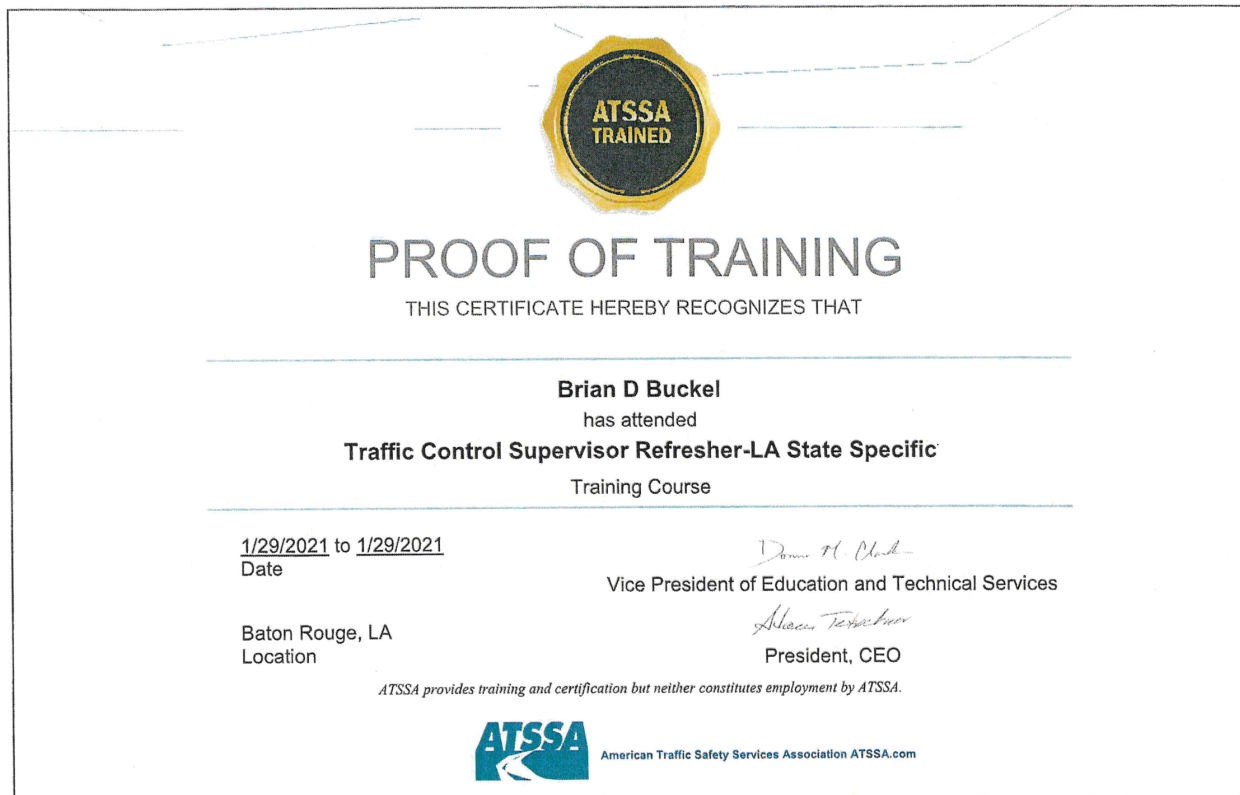 ATSSA
TRAINED
PROOF OF TRAINING
THIS CERTIFICATE HEREBY RECOGNIZES THAT
Brian D Buckel
has attended
Traffic Control Supervisor Refresher-LA State Specific
Training Course
1/29/2021 to 1/29/2021
Date
Donna M. Clark
Vice President of Education and Technical Services
Baton Rouge, LA
Location
President, CEO
ATSSA provides training and certification but neither constitutes employment by ATSSA.
ATSSA
American Traffic Safety Services Association ATSSA.com